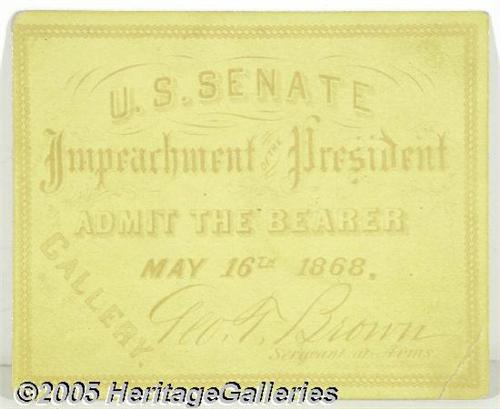 U.S. SENATE
Impeachment OF THE President
ADMIT THE BEARER
MAY 16TH 1868.
GALLERY.
Geo. T. Brown
Sergeant at Arms
©2005 HeritageGalleries